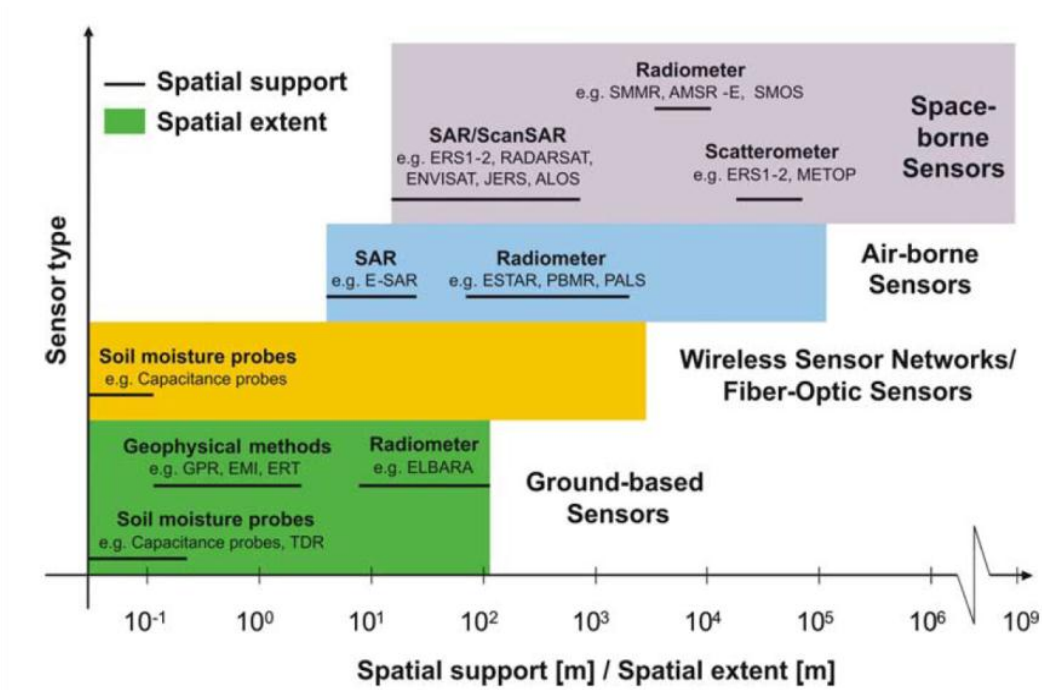 Spatial support
Spatial extent
Radiometer
e.g. SMMR, AMSR -E, SMOS
SAR/ScanSAR
e.g. ERS1-2, RADARSAT,
ENVISAT, JERS, ALOS
Scatterometer
e.g. ERS1-2, METOP
Space-
borne
Sensors
SAR
e.g. E-SAR
Radiometer
e.g. ESTAR, PBMR, PALS
Air-borne
Sensors
Soil moisture probes
e.g. Capacitance probes
Wireless Sensor Networks/
Fiber-Optic Sensors
Geophysical methods
e.g. GPR, EMI, ERT
Radiometer
e.g. ELBARA
Soil moisture probes
e.g. Capacitance probes, TDR
Ground-based
Sensors
Sensor type
10⁻¹ 10⁰ 10¹ 10² 10³ 10⁴ 10⁵ 10⁶ 10⁹
Spatial support [m] / Spatial extent [m]